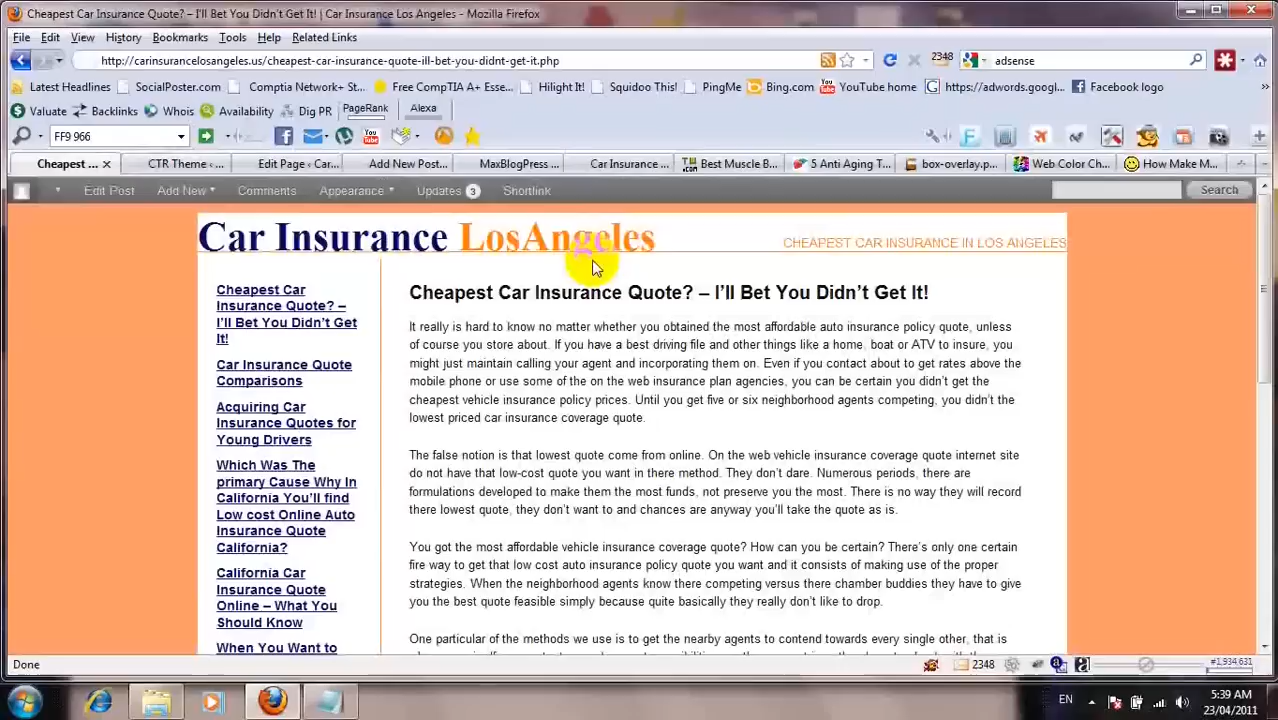 Cheapest Car Insurance Quote? – I'll Bet You Didn't Get It! | Car Insurance Los Angeles - Mozilla Firefox
File Edit View History Bookmarks Tools Help Related Links
http://carinsurancelosangeles.us/cheapest-car-insurance-quote-ill-bet-you-didnt-get-it.php 2348 adsense
Latest Headlines SocialPoster.com Comptia Network+ St... Free CompTIA A+ Esse... Hilight It! Squidoo This! PingMe Bing.com YouTube home https://adwords.googl... Facebook logo
Valuate Backlinks Whois Availability Dig PR PageRank Alexa
FF9 966
Cheapest ... CTR Theme ‹... Edit Page ‹ Car... Add New Post... MaxBlogPress ... Car Insurance ... Best Muscle B... 5 Anti Aging T... box-overlay.p... Web Color Ch... How Make M...
Edit Post Add New Comments Appearance Updates 3 Shortlink Search
Car Insurance LosAngeles
CHEAPEST CAR INSURANCE IN LOS ANGELES
Cheapest Car
Insurance Quote? –
I'll Bet You Didn't Get
It!
Car Insurance Quote
Comparisons
Acquiring Car
Insurance Quotes for
Young Drivers
Which Was The
primary Cause Why In
California You'll find
Low cost Online Auto
Insurance Quote
California?
California Car
Insurance Quote
Online – What You
Should Know
When You Want to
Cheapest Car Insurance Quote? – I'll Bet You Didn't Get It!
It really is hard to know no matter whether you obtained the most affordable auto insurance policy quote, unless
of course you store about. If you have a best driving file and other things like a home, boat or ATV to insure, you
might just maintain calling your agent and incorporating them on. Even if you contact about to get rates above the
mobile phone or use some of the on the web insurance plan agencies, you can be certain you didn't get the
cheapest vehicle insurance policy prices. Until you get five or six neighborhood agents competing, you didn't the
lowest priced car insurance coverage quote.
The false notion is that lowest quote come from online. On the web vehicle insurance coverage quote internet site
do not have that low-cost quote you want in there method. They don't dare. Numerous periods, there are
formulations developed to make them the most funds, not preserve you the most. There is no way they will record
there lowest quote, they don't want to and chances are anyway you'll take the quote as is.
You got the most affordable vehicle insurance coverage quote? How can you be certain? There's only one certain
fire way to get that low cost auto insurance policy quote you want and it consists of making use of the proper
strategies. When the neighborhood agents know there competing versus there chamber buddies they have to give
you the best quote feasible simply because quite basically they really don't like to drop.
One particular of the methods we use is to get the nearby agents to contend towards every single other, that is
Done 2348 #1,934,631
EN 5:39 AM
23/04/2011